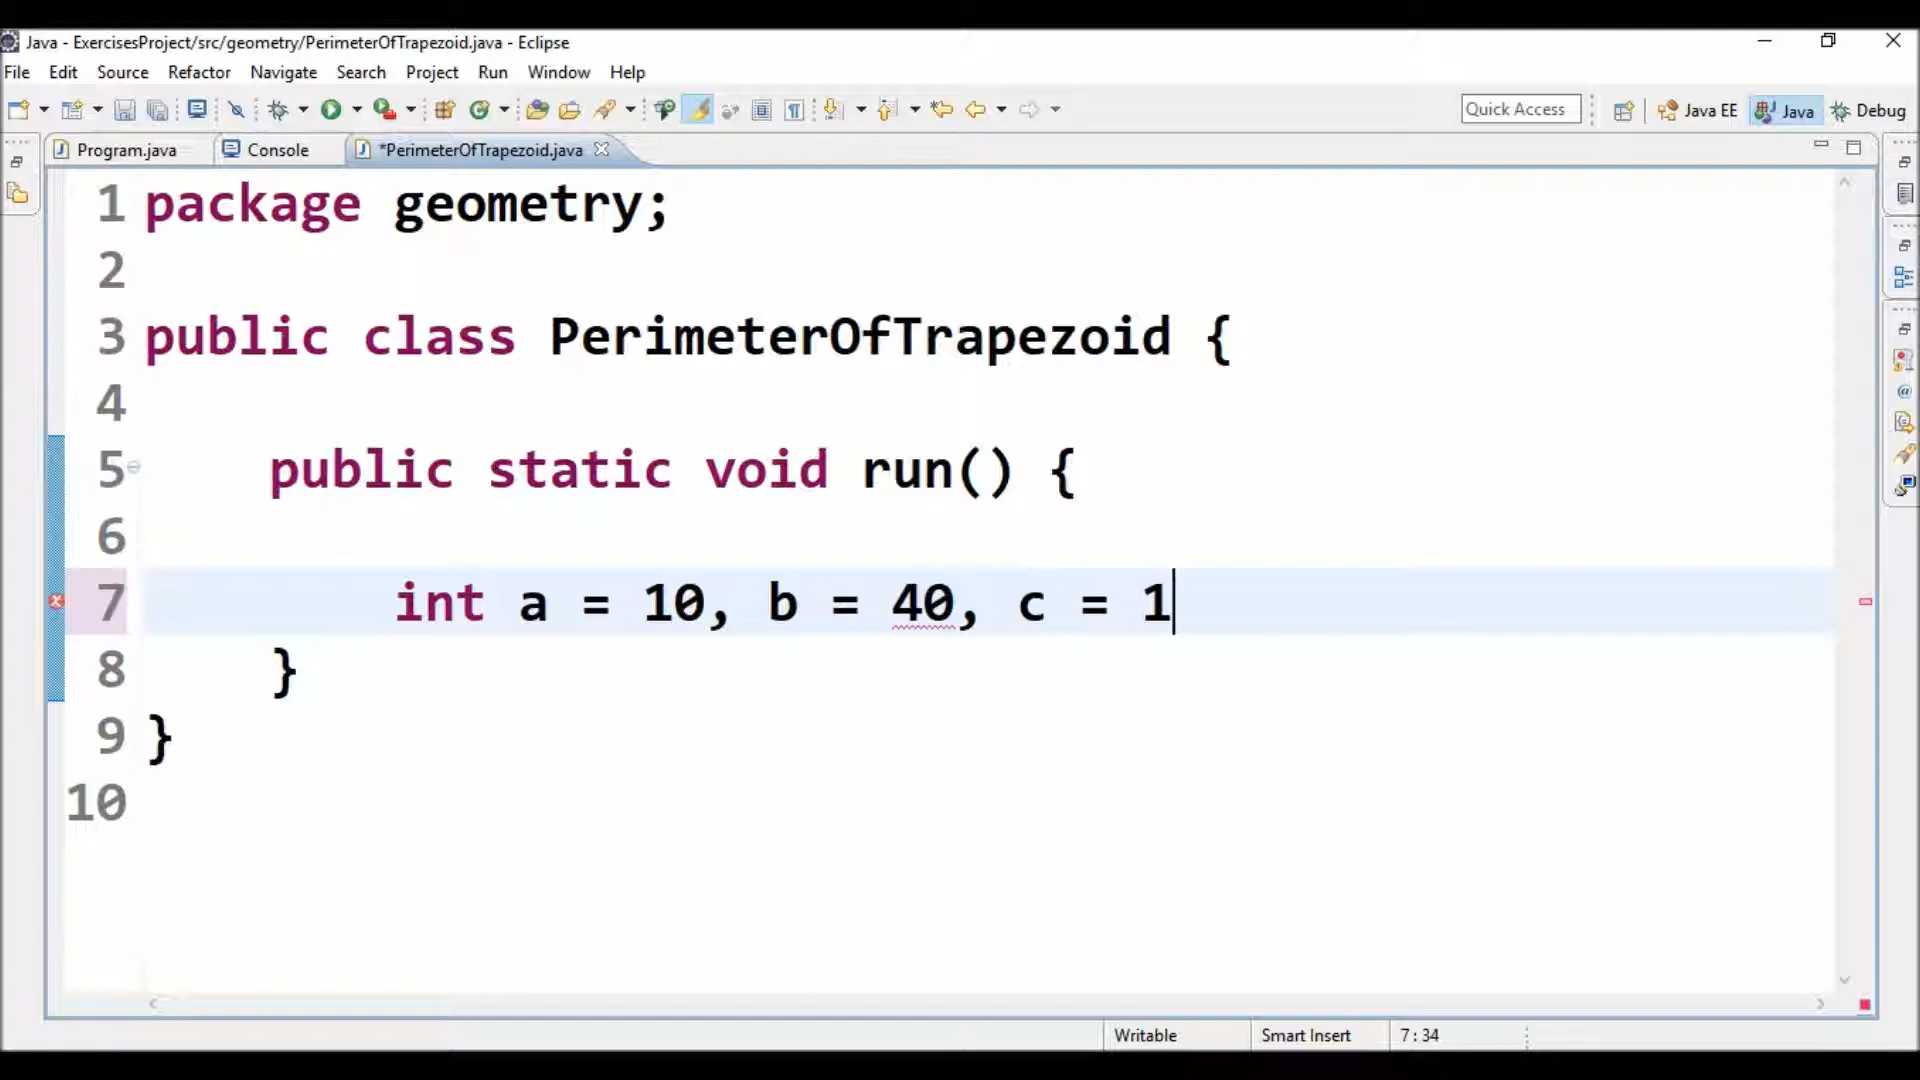 Java - ExercisesProject/src/geometry/PerimeterOfTrapezoid.java - Eclipse
File Edit Source Refactor Navigate Search Project Run Window Help
Quick Access Java EE Java Debug
Program.java Console *PerimeterOfTrapezoid.java
1 package geometry;
2
3 public class PerimeterOfTrapezoid {
4
5 public static void run() {
6
7 int a = 10, b = 40, c = 1
8 }
9 }
10
Writable Smart Insert 7 : 34